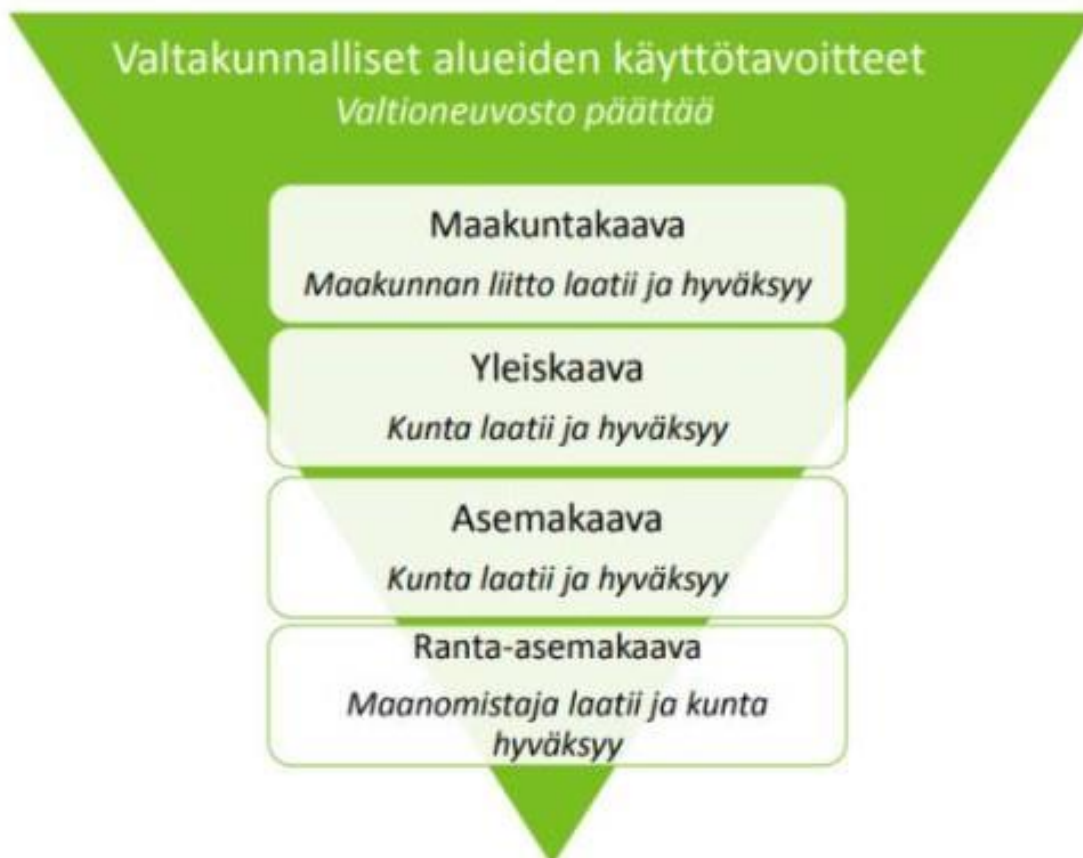 Valtakunnalliset alueiden käyttötavoitteet
Valtioneuvosto päättää
Maakuntakaava
Maakunnan liitto laatii ja hyväksyy
Yleiskaava
Kunta laatii ja hyväksyy
Asemakaava
Kunta laatii ja hyväksyy
Ranta-asemakaava
Maanomistaja laatii ja kunta
hyväksyy